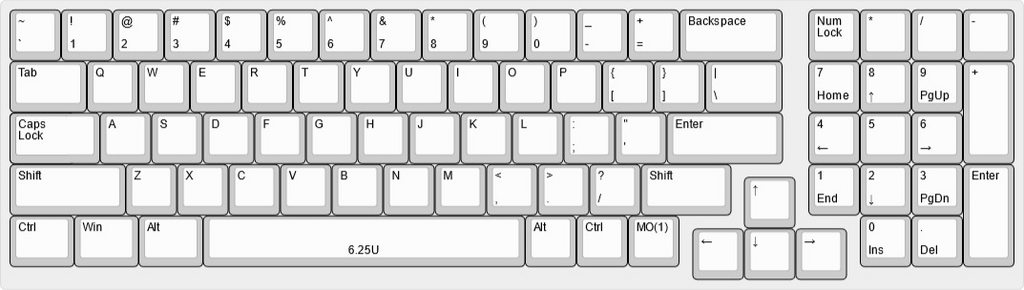 ~ ! @ # $ % ^ & * ( ) _ + Backspace Num Lock * / -
` 1 2 3 4 5 6 7 8 9 0 - =
Tab Q W E R T Y U I O P { } | 7 8 9 +
[ ] \ Home ↑ PgUp
Caps Lock A S D F G H J K L : " Enter 4 5 6
; ' ← →
Shift Z X C V B N M < > ? Shift ↑ 1 2 3 Enter
, . / End ↓ PgDn
Ctrl Win Alt 6.25U Alt Ctrl MO(1) ← ↓ → 0 .
Ins Del